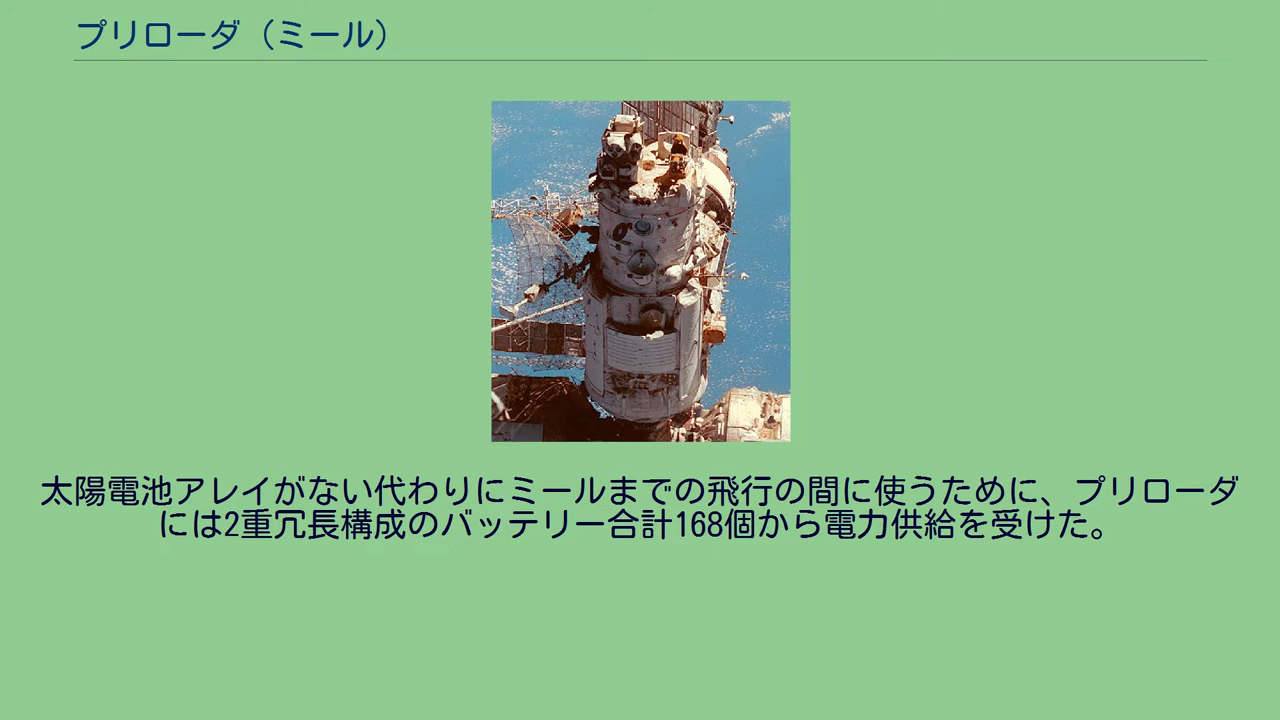 プリローダ（ミール）
太陽電池アレイがない代わりにミールまでの飛行の間に使うために、プリローダ
には2重冗長構成のバッテリー合計168個から電力供給を受けた。